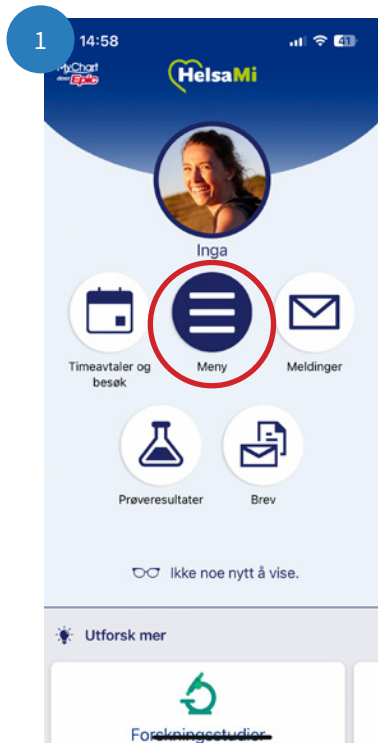 1
14:58
41
MyChart
Epic
HelsaMi
Inga
Timeavtaler og
besøk
Meny
Meldinger
Prøveresultater
Brev
Ikke noe nytt å vise.
Utforsk mer
Forskningsstudier